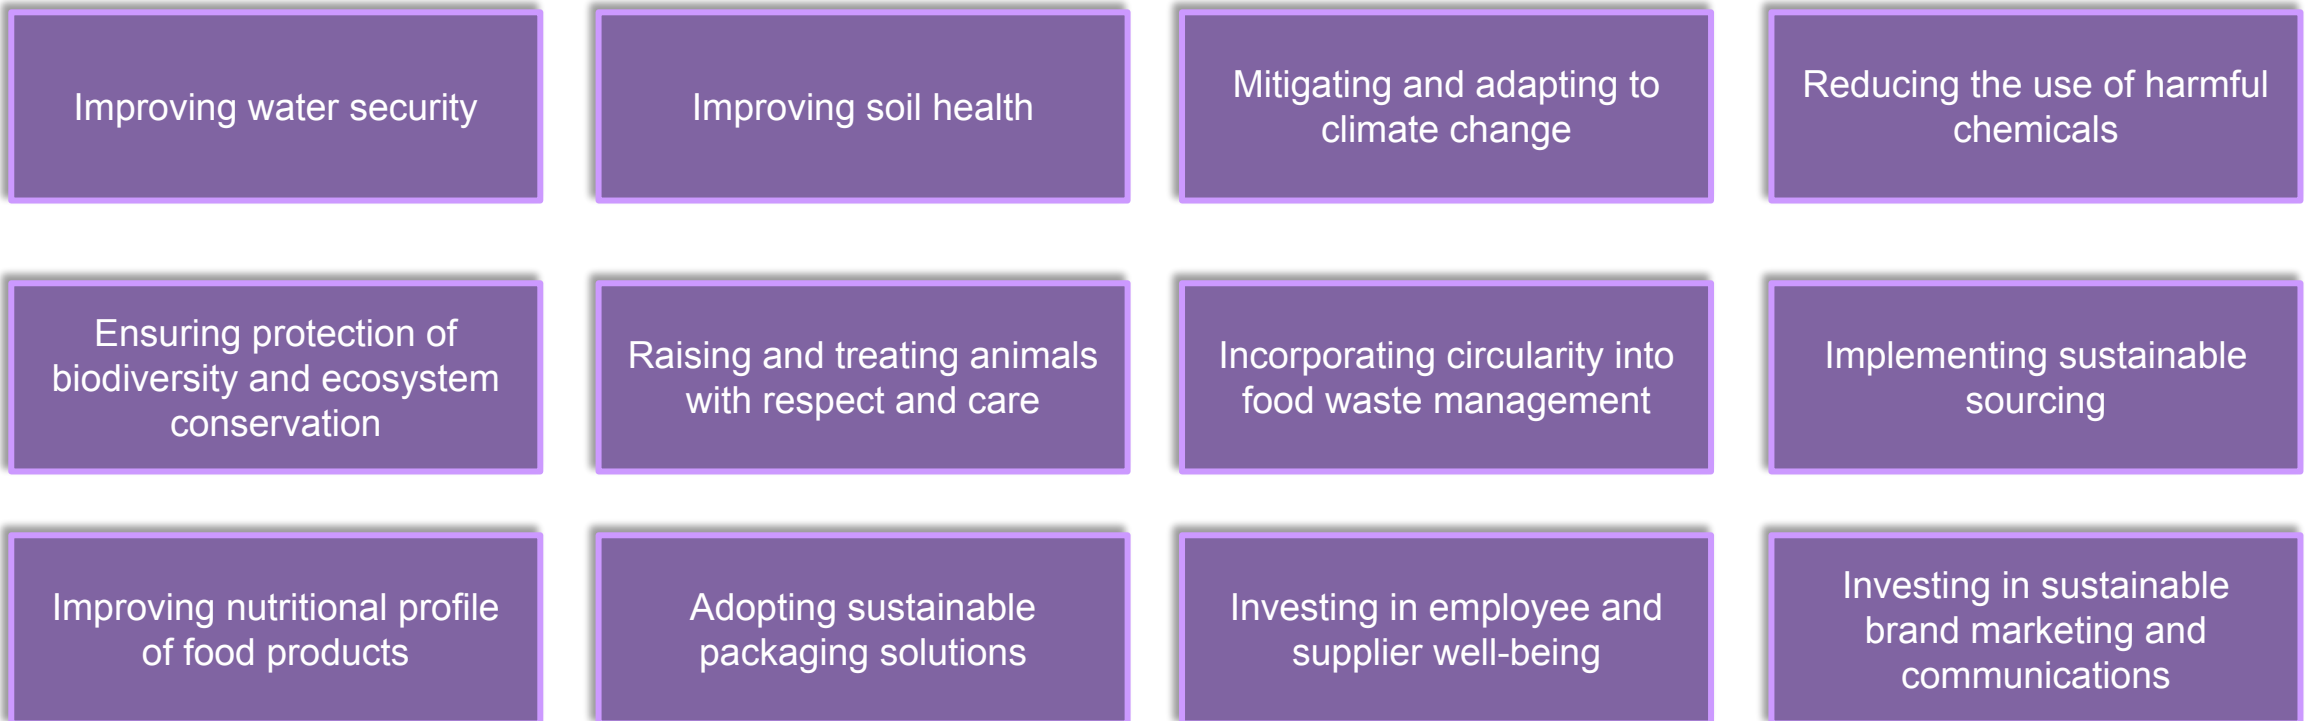 Improving water security
Improving soil health
Mitigating and adapting to
climate change
Reducing the use of harmful
chemicals
Ensuring protection of
biodiversity and ecosystem
conservation
Raising and treating animals
with respect and care
Incorporating circularity into
food waste management
Implementing sustainable
sourcing
Improving nutritional profile
of food products
Adopting sustainable
packaging solutions
Investing in employee and
supplier well-being
Investing in sustainable
brand marketing and
communications